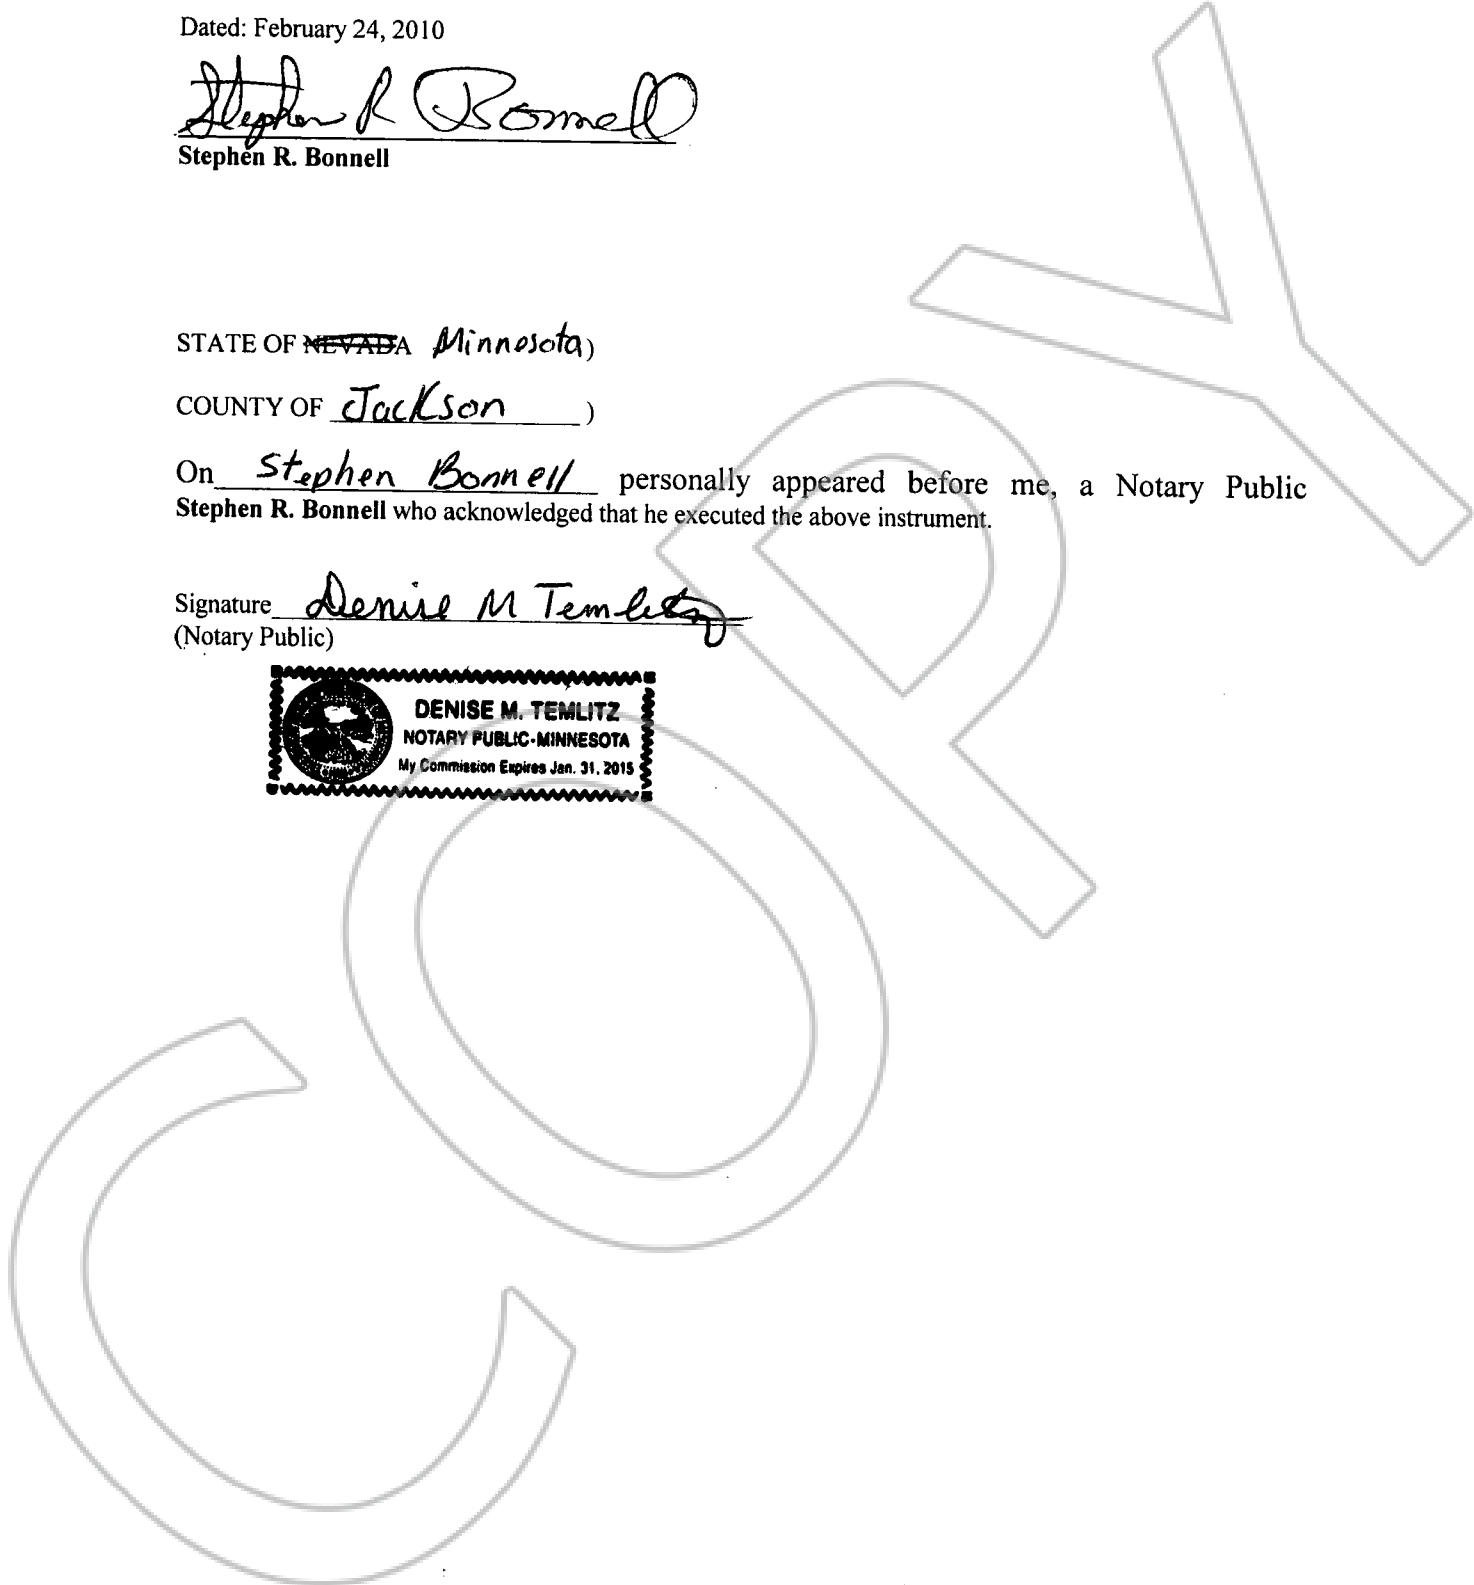 Dated: February 24, 2010
Stephen R Bonnell
Stephen R. Bonnell
STATE OF NEVADA Minnesota)
COUNTY OF Jackson )
On Stephen Bonnell personally appeared before me, a Notary Public
Stephen R. Bonnell who acknowledged that he executed the above instrument.
Signature Denise M Temlitz
(Notary Public)
DENISE M. TEMLITZ
NOTARY PUBLIC-MINNESOTA
My Commission Expires Jan. 31, 2015
COPY